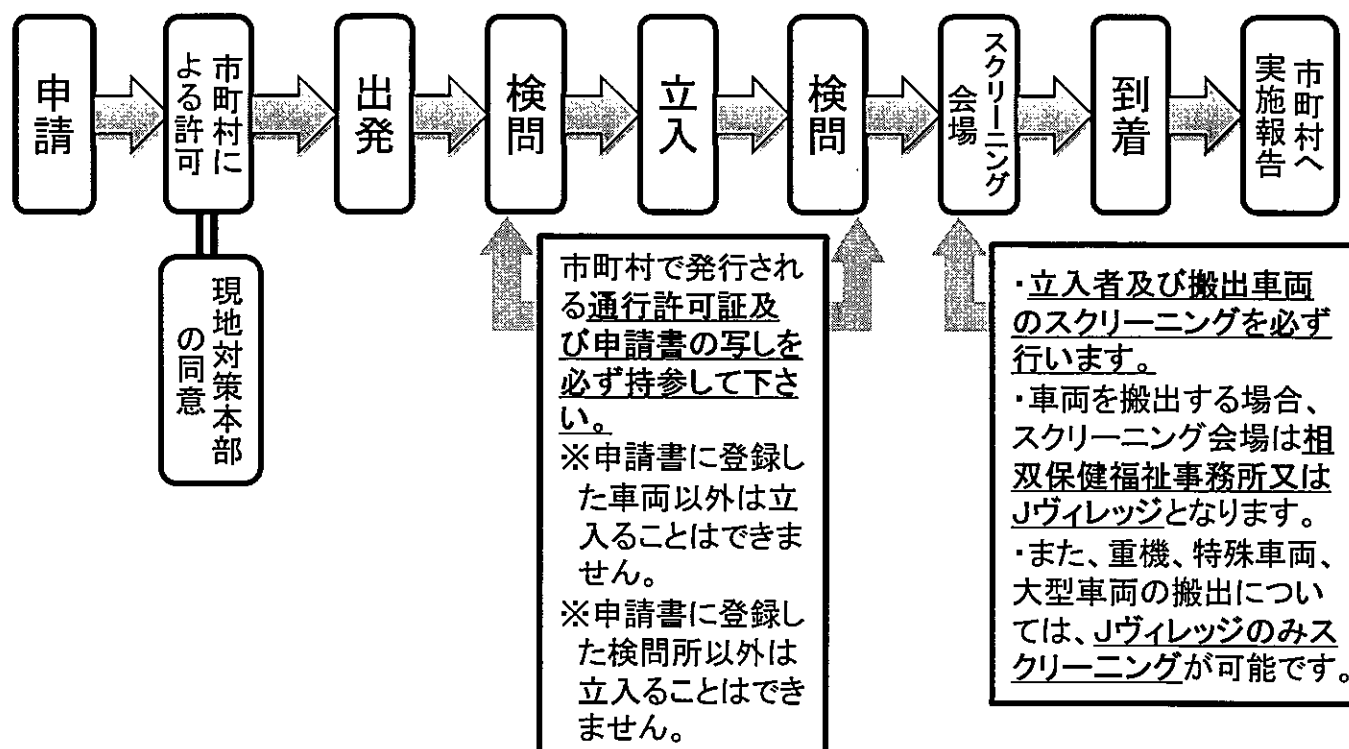 申請
市町村に
よる許可
出発
検問
立入
検問
スクリーニング
会場
到着
市町村へ
実施報告
現地対策本部
の同意
市町村で発行され
る通行許可証及
び申請書の写しを
必ず持参して下さ
い。
※申請書に登録し
た車両以外は立
入ることはできま
せん。
※申請書に登録し
た検問所以外は
立入ることはでき
ません。
・立入者及び搬出車両
のスクリーニングを必ず
行います。
・車両を搬出する場合、
スクリーニング会場は相
双保健福祉事務所又は
Jヴィレッジとなります。
・また、重機、特殊車両、
大型車両の搬出につい
ては、Jヴィレッジのみス
クリーニングが可能です。